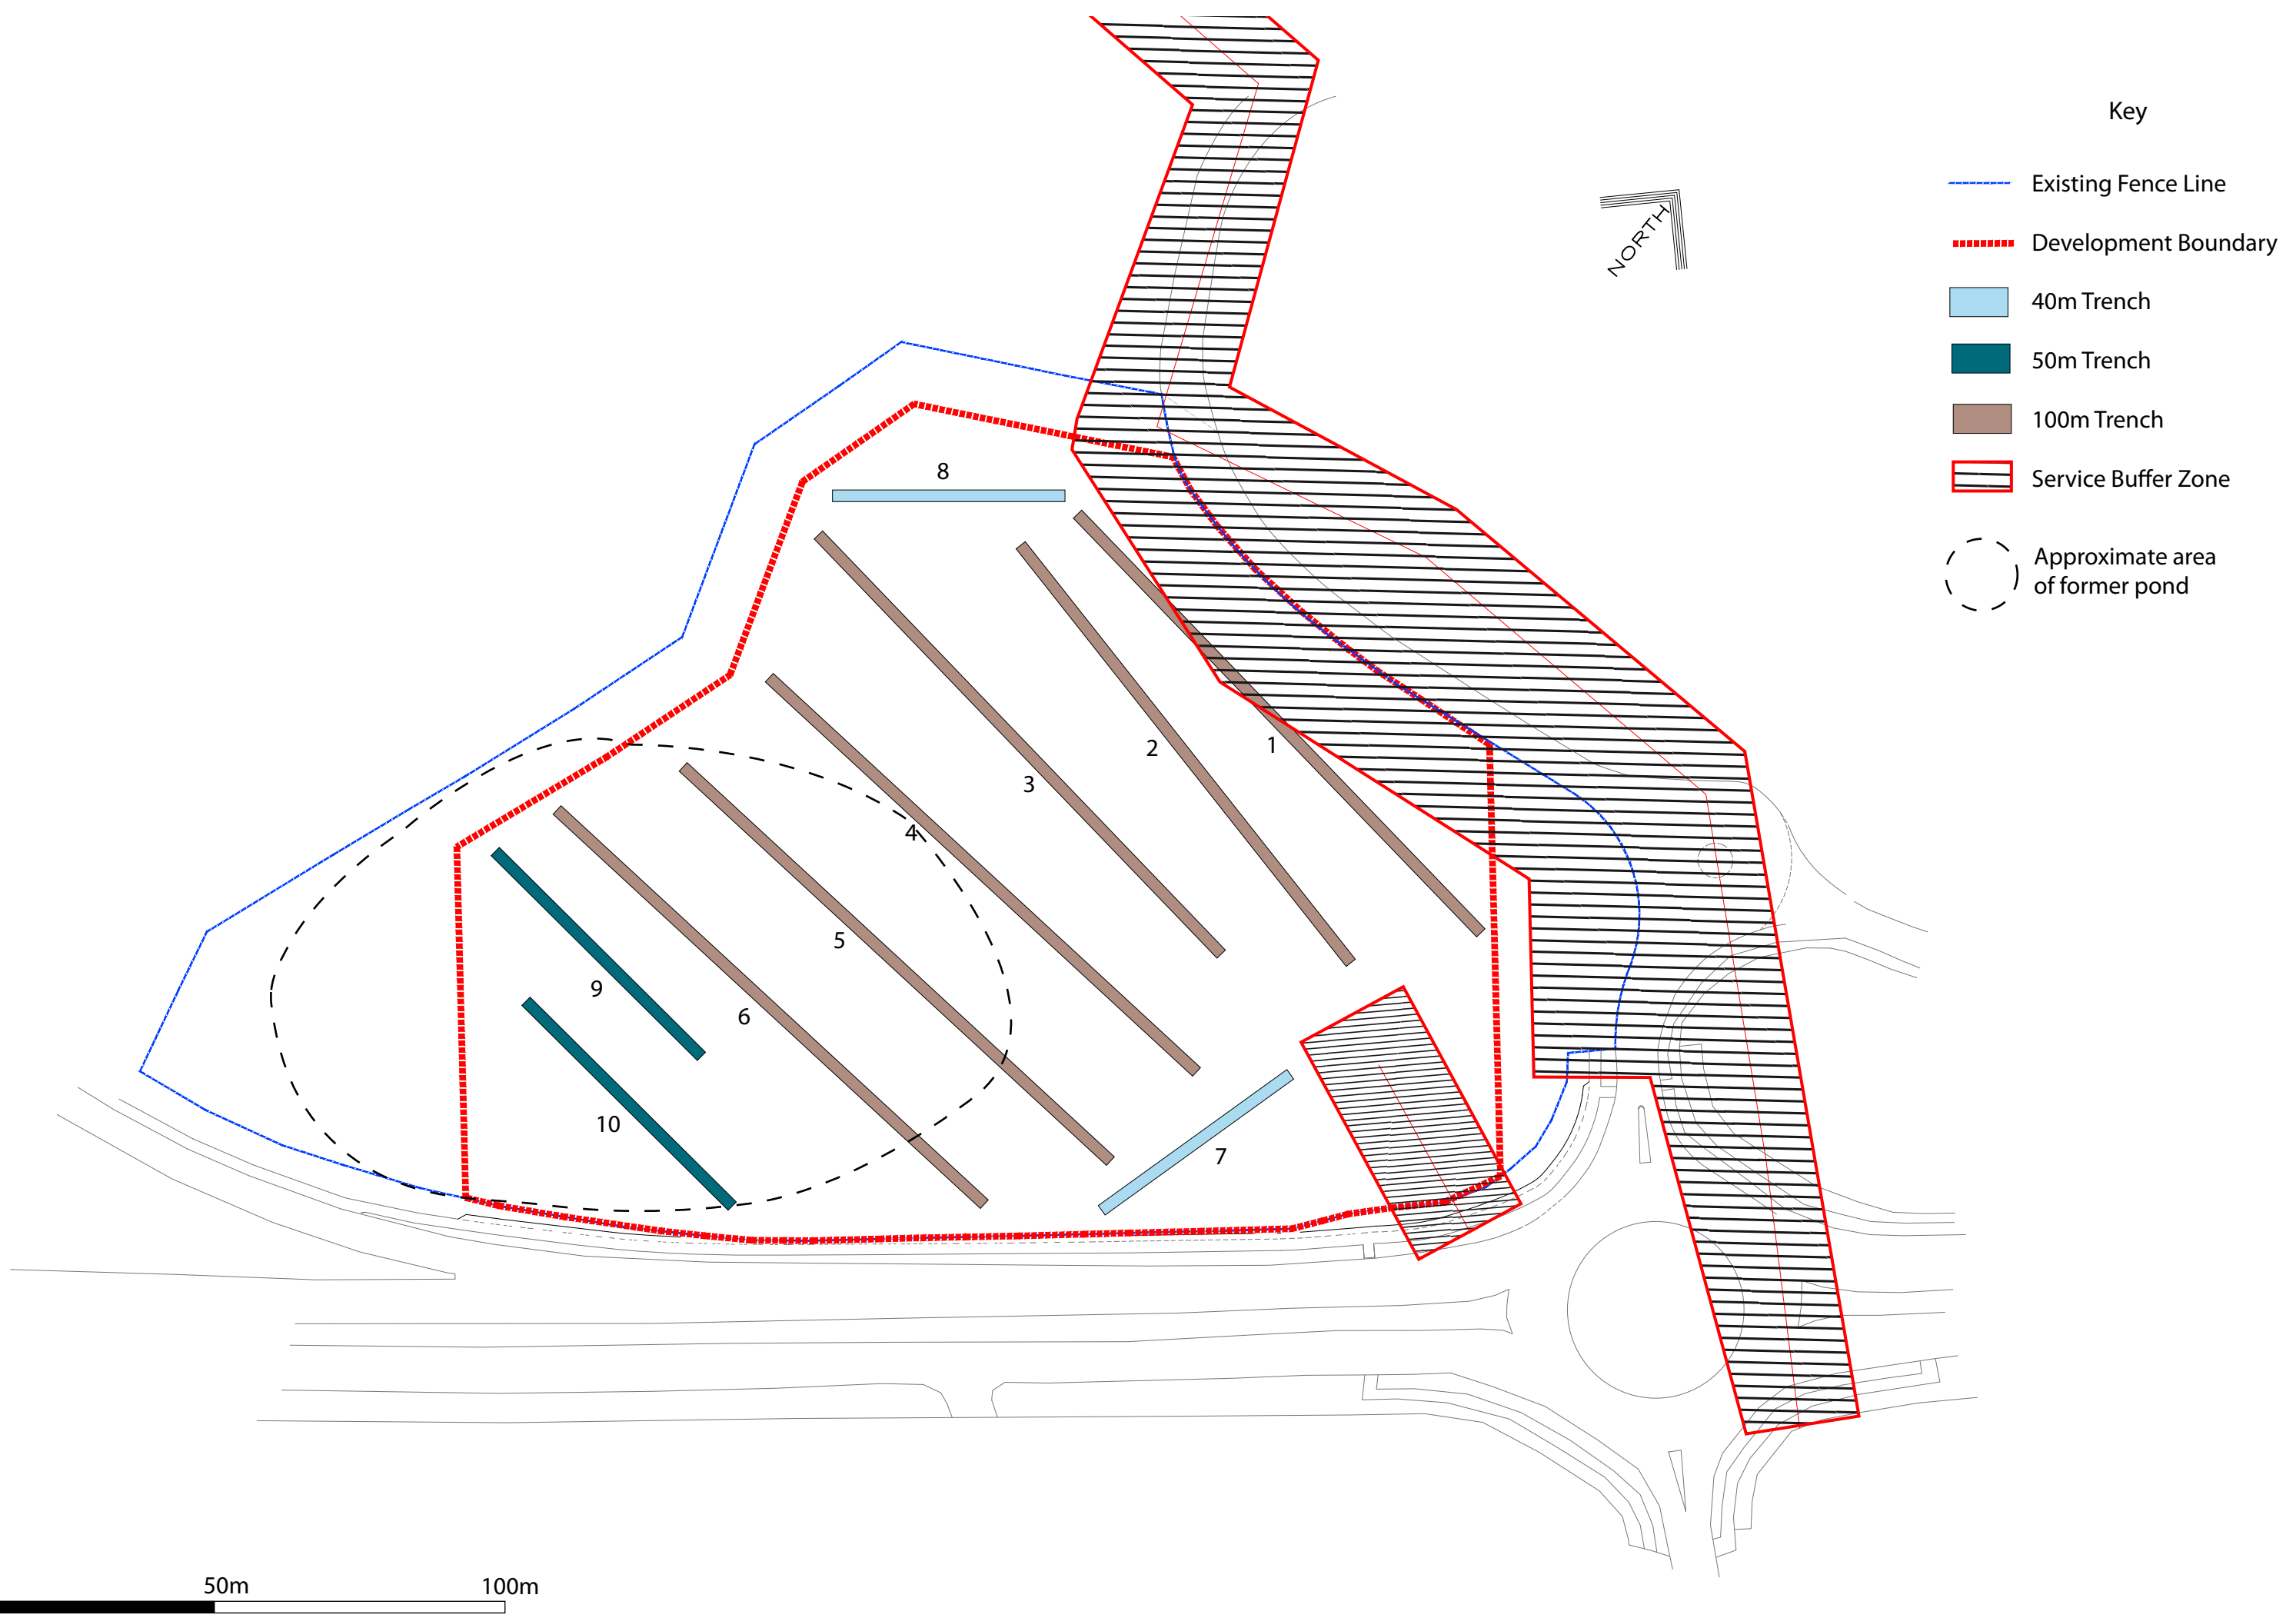 Key
Existing Fence Line
Development Boundary
40m Trench
50m Trench
100m Trench
Service Buffer Zone
Approximate area
of former pond
NORTH
8
2
1
3
4
5
9
6
10
7
50m
100m